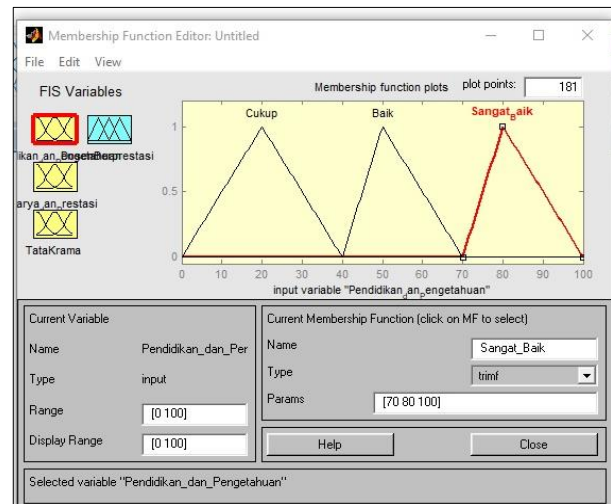 Membership Function Editor: Untitled
File Edit View
FIS Variables
Membership function plots plot points: 181
TataKrama
Cukup Baik Sangat_Baik
1
0.5
0
0 10 20 30 40 50 60 70 80 90 100
input variable "Pendidikan_dan_Pengetahuan"
Current Variable
Name Pendidikan_dan_Per
Type input
Range [0 100]
Display Range [0 100]
Current Membership Function (click on MF to select)
Name Sangat_Baik
Type trimf
Params [70 80 100]
Help Close
Selected variable "Pendidikan_dan_Pengetahuan"